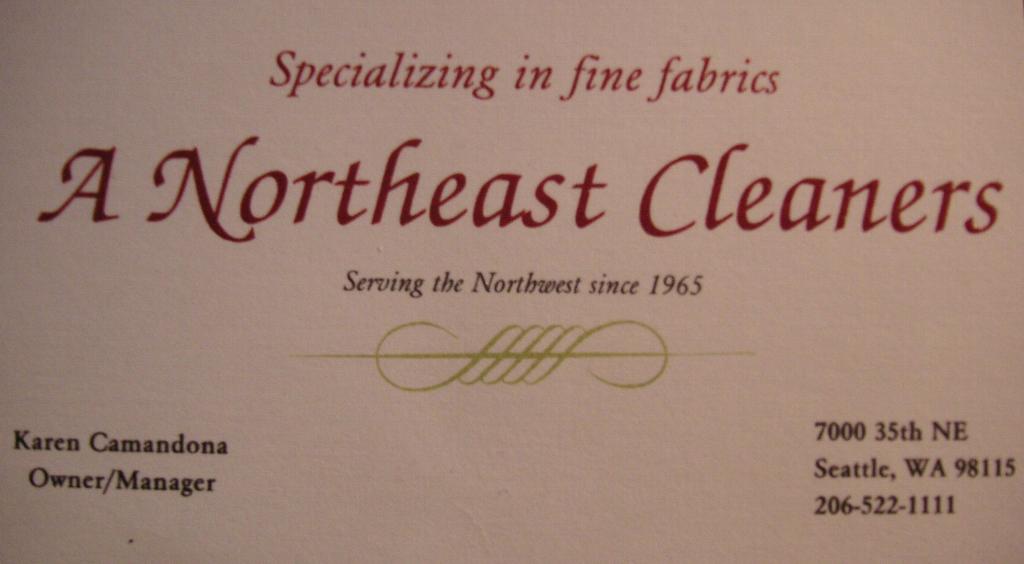 Specializing in fine fabrics
A Northeast Cleaners
Serving the Northwest since 1965
Karen Camandona
Owner/Manager
7000 35th NE
Seattle, WA 98115
206-522-1111